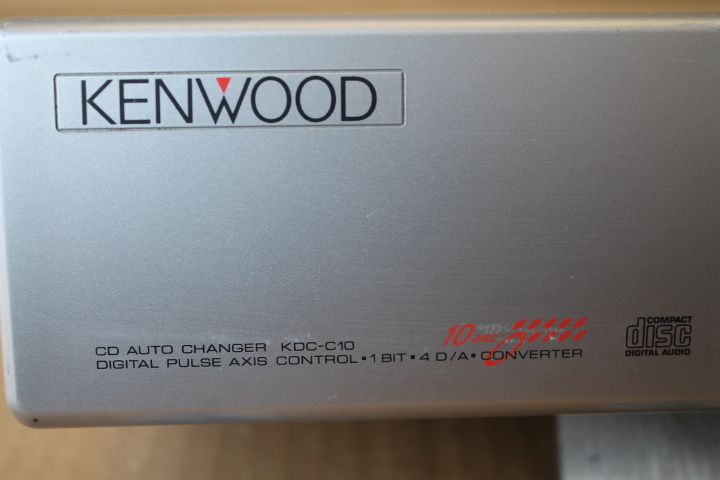 KENWOOD
10 DISC
CD AUTO CHANGER KDC-C10
DIGITAL PULSE AXIS CONTROL▪1 BIT▪4 D/A▪CONVERTER
COMPACT
disc
DIGITAL AUDIO